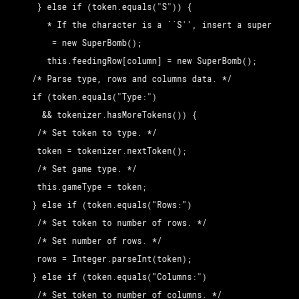 } else if (token.equals("S")) {
* If the character is a ``S'', insert a super
= new SuperBomb();
this.feedingRow[column] = new SuperBomb();
/* Parse type, rows and columns data. */
if (token.equals("Type:")
&& tokenizer.hasMoreTokens()) {
/* Set token to type. */
token = tokenizer.nextToken();
/* Set game type. */
this.gameType = token;
} else if (token.equals("Rows:")
/* Set token to number of rows. */
/* Set number of rows. */
rows = Integer.parseInt(token);
} else if (token.equals("Columns:")
/* Set token to number of columns. */